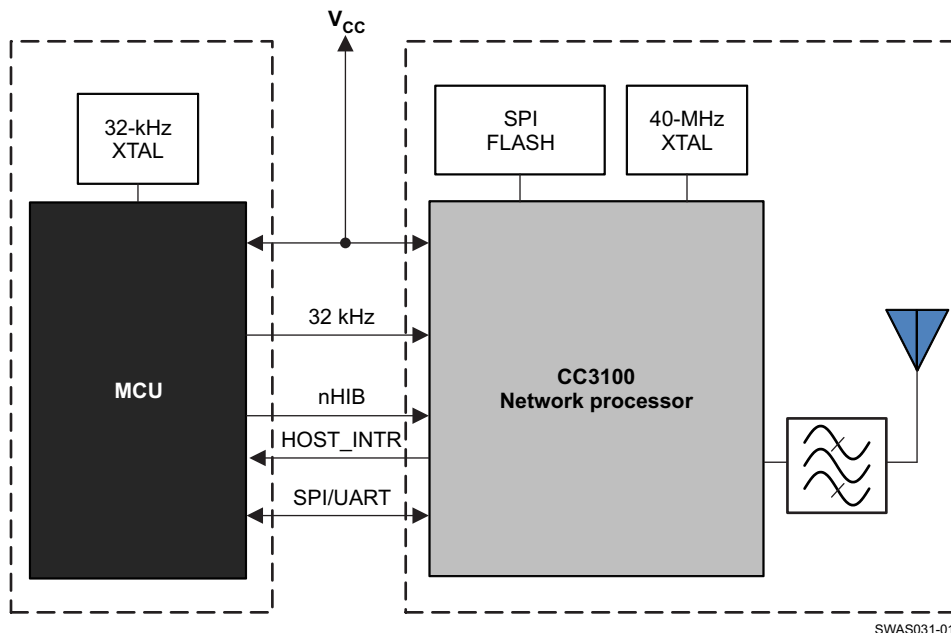 VCC
32-kHz
XTAL
SPI
FLASH
40-MHz
XTAL
32 kHz
MCU
CC3100
Network processor
nHIB
HOST_INTR
SPI/UART
SWAS031-01